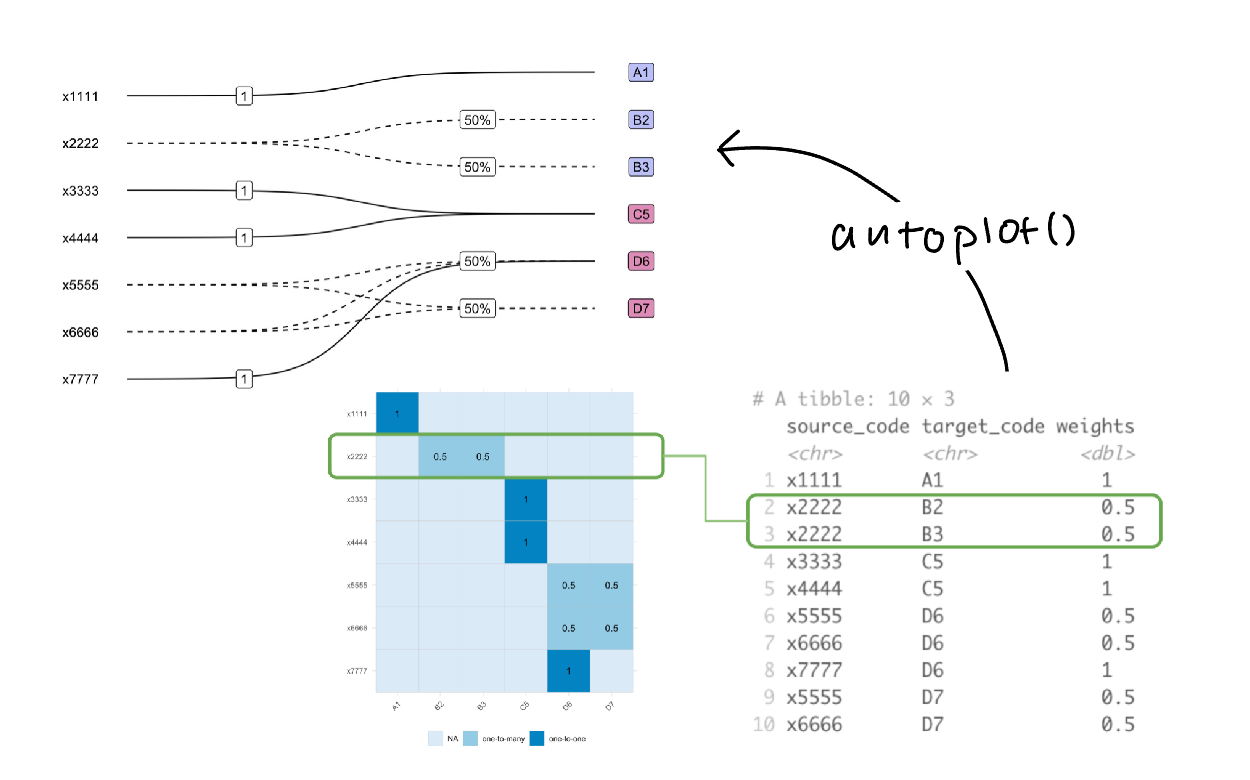 A1
x1111 1
50% B2
x2222
50% B3
x3333 1
C5
x4444 1
50% D6
x5555
50% D7
x6666
x7777 1
autoplot()
x1111 1
x2222 0.5 0.5
x3333 1
x4444 1
x5555 0.5 0.5
x6666 0.5 0.5
x7777 1
A1 B2 B3 C5 D6 D7
NA one-to-many one-to-one
# A tibble: 10 × 3
source_code target_code weights
<chr> <chr> <dbl>
1 x1111 A1 1
2 x2222 B2 0.5
3 x2222 B3 0.5
4 x3333 C5 1
5 x4444 C5 1
6 x5555 D6 0.5
7 x6666 D6 0.5
8 x7777 D6 1
9 x5555 D7 0.5
10 x6666 D7 0.5